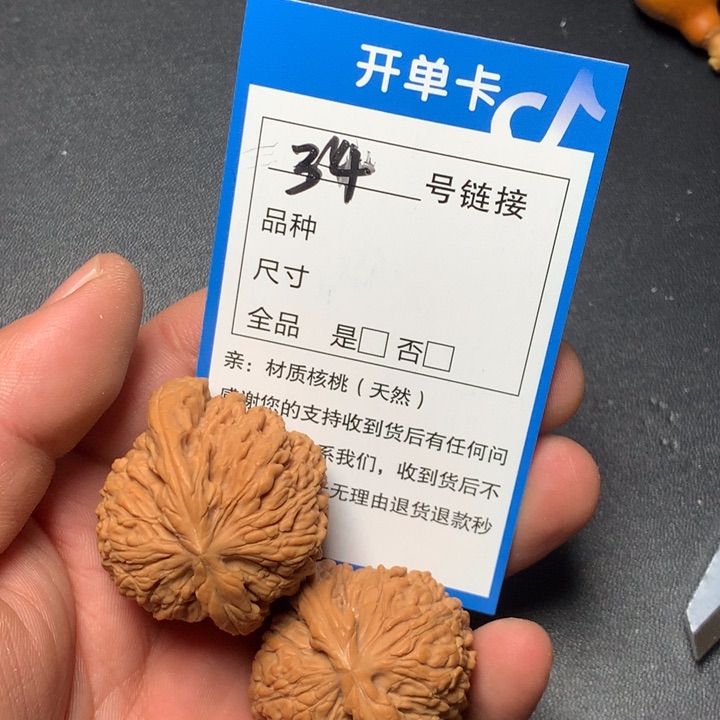 开单卡
34 号链接
品种
尺寸
全品 是□ 否□
亲：材质核桃（天然）
感谢您的支持收到货后有任何问
系我们，收到货后不
无理由退货退款秒